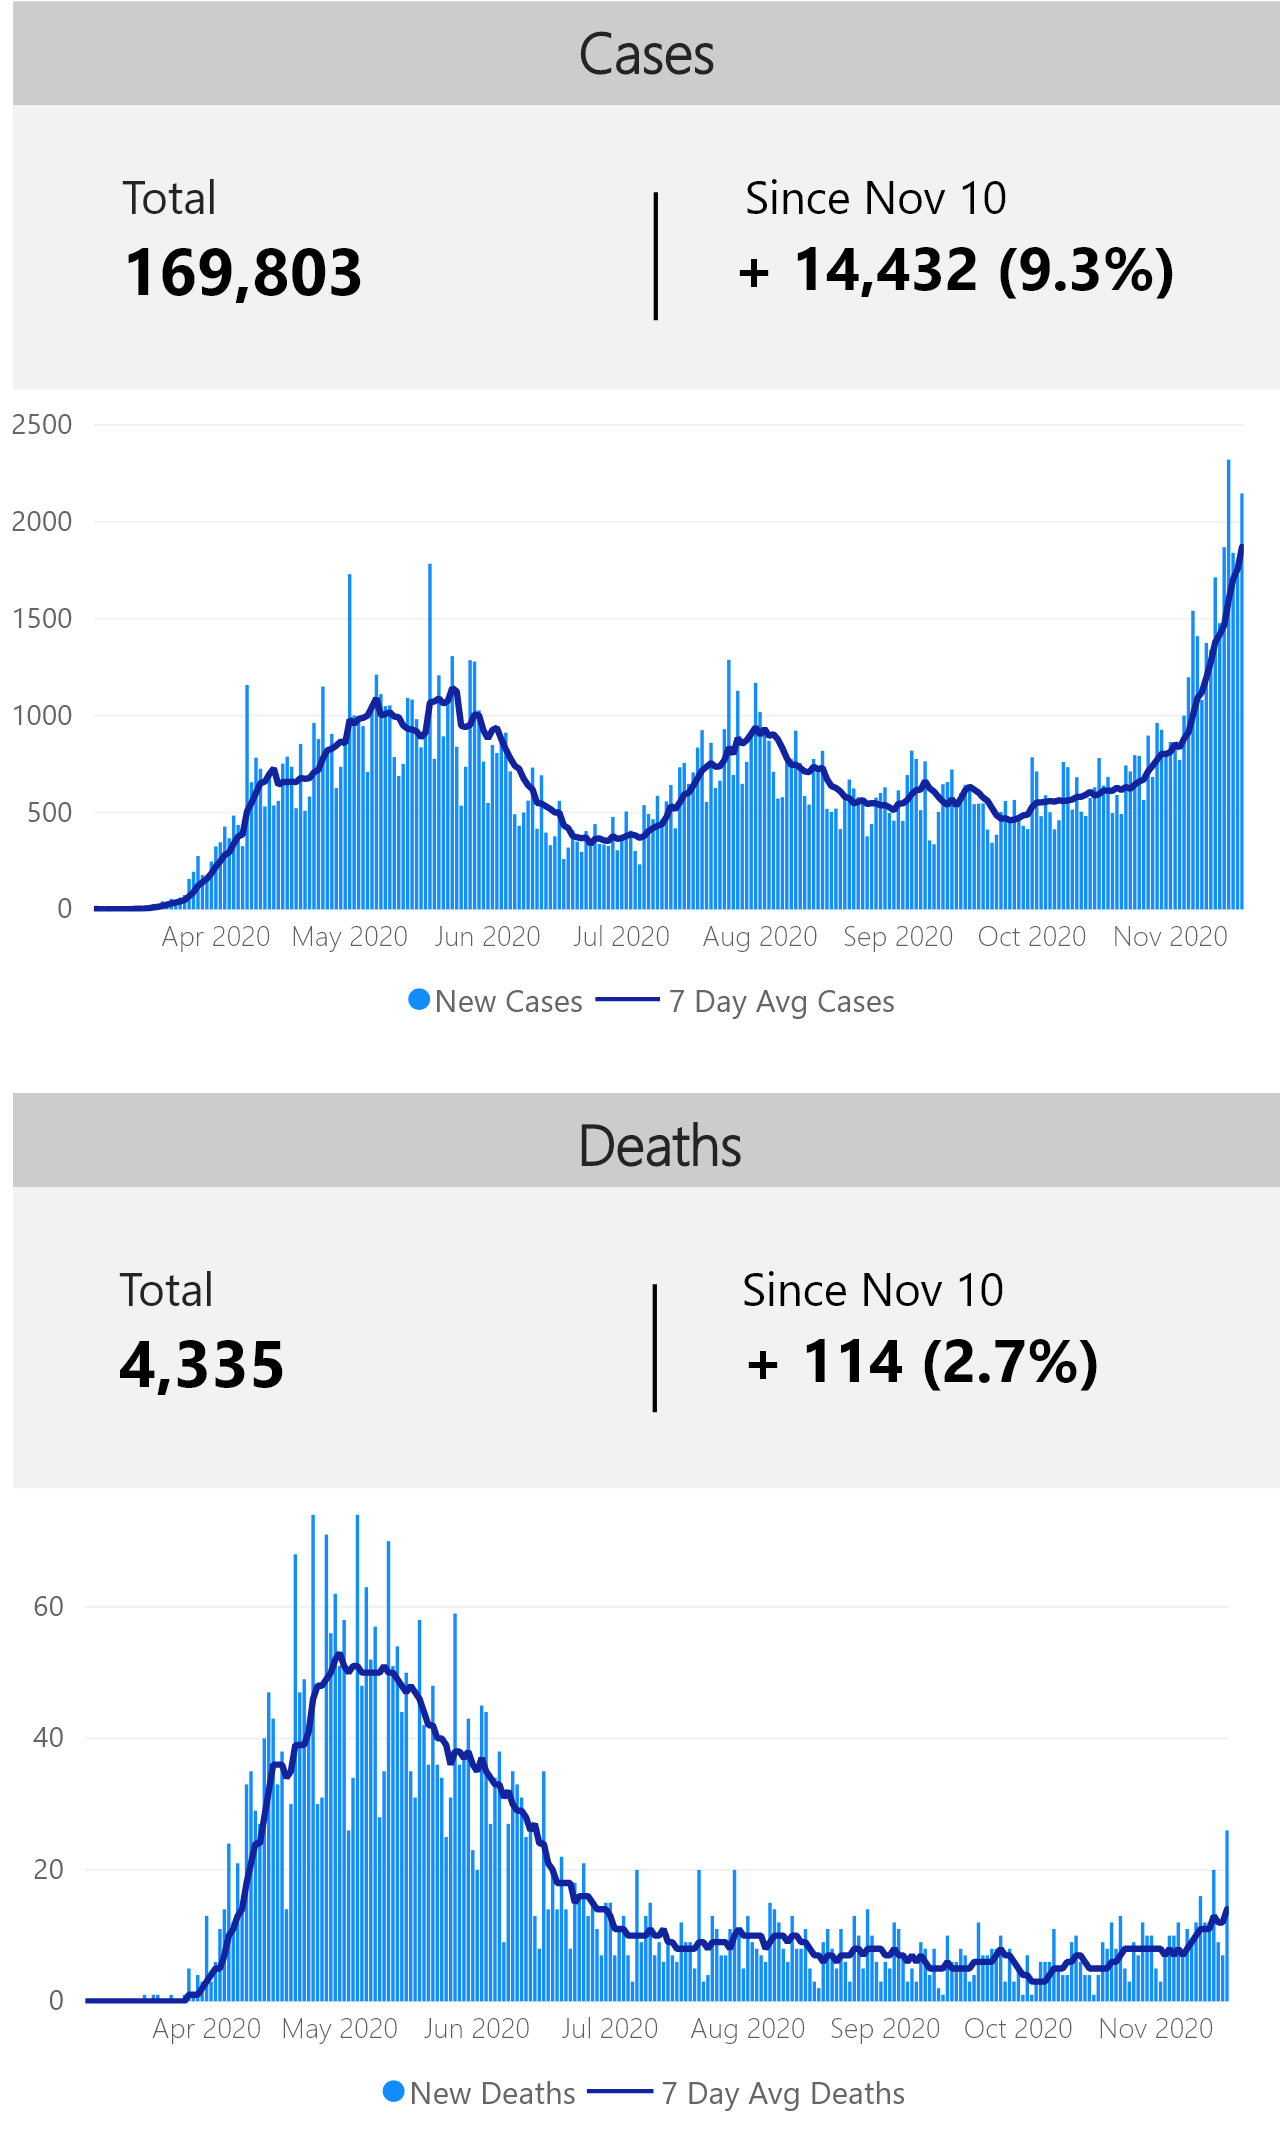 Cases
Total
Since Nov 10
169,803
+ 14,432 (9.3%)
2500
2000
1500
1000
500
0
Apr 2020 May 2020 Jun 2020 Jul 2020 Aug 2020 Sep 2020 Oct 2020 Nov 2020
New Cases 7 Day Avg Cases
Deaths
Total
Since Nov 10
4,335
+ 114 (2.7%)
60
40
20
0
Apr 2020 May 2020 Jun 2020 Jul 2020 Aug 2020 Sep 2020 Oct 2020 Nov 2020
New Deaths 7 Day Avg Deaths